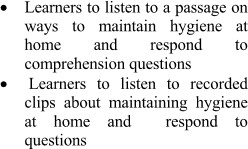 • Learners to listen to a passage on
ways to maintain hygiene at
home and respond to
comprehension questions
• Learners to listen to recorded
clips about maintaining hygiene
at home and respond to
questions